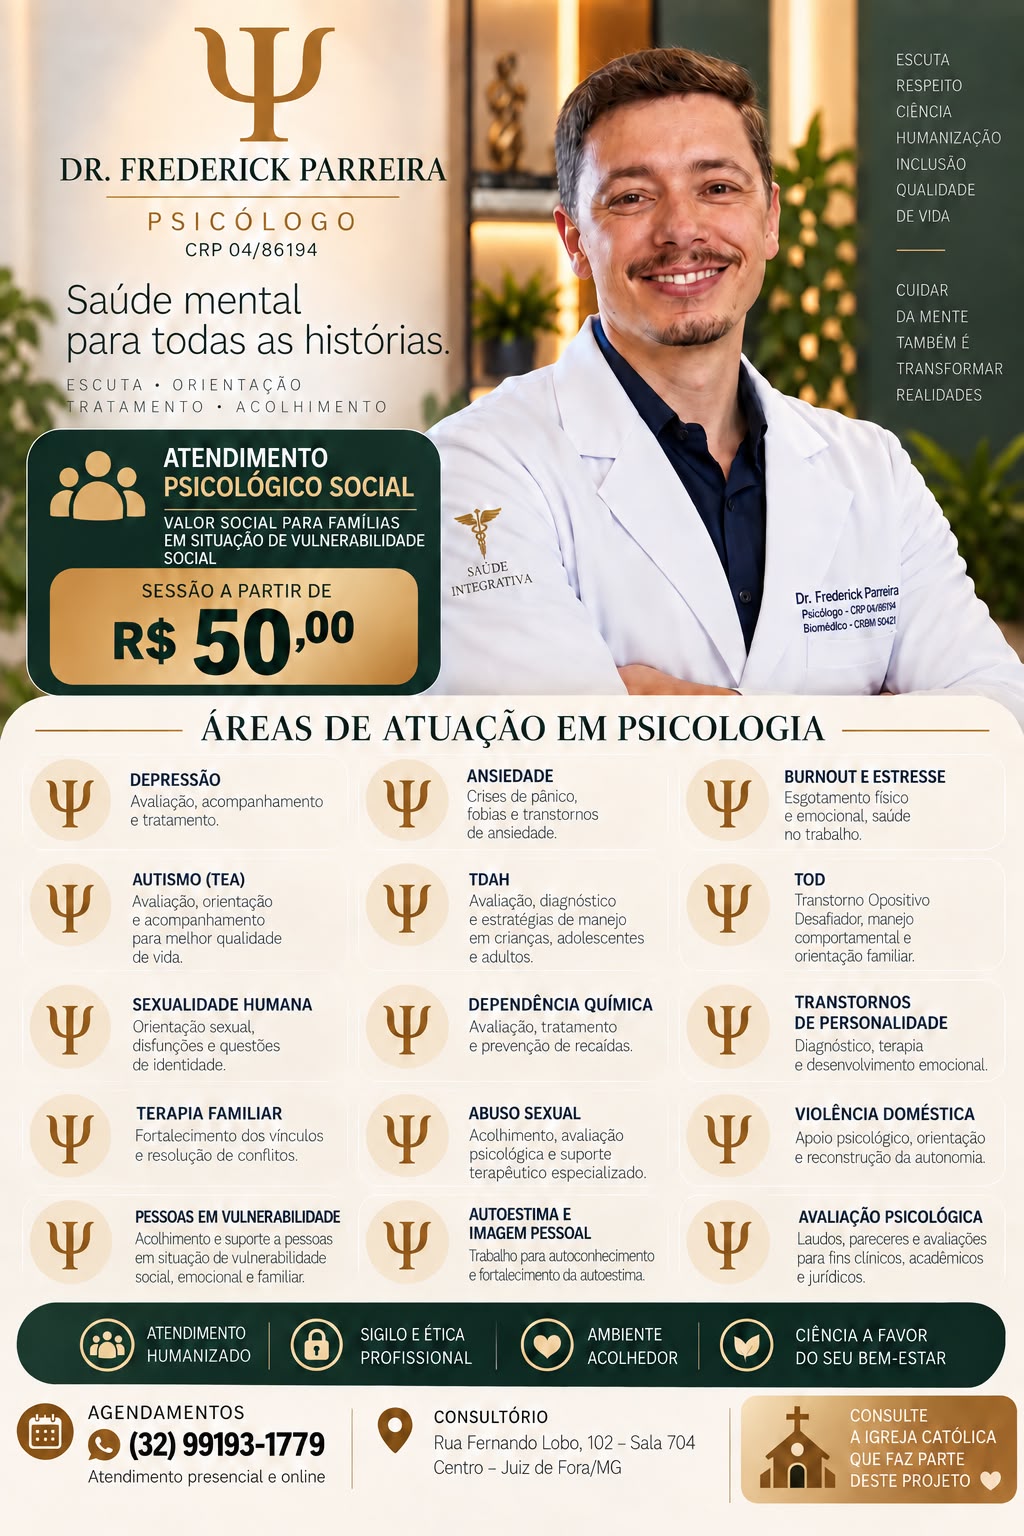 Ψ
DR. FREDERICK PARREIRA
PSICÓLOGO
CRP 04/86194
Saúde mental
para todas as histórias.
ESCUTA • ORIENTAÇÃO
TRATAMENTO • ACOLHIMENTO
ESCUTA
RESPEITO
CIÊNCIA
HUMANIZAÇÃO
INCLUSÃO
QUALIDADE
DE VIDA
CUIDAR
DA MENTE
TAMBÉM É
TRANSFORMAR
REALIDADES
ATENDIMENTO
PSICOLÓGICO SOCIAL
VALOR SOCIAL PARA FAMÍLIAS
EM SITUAÇÃO DE VULNERABILIDADE
SOCIAL
SESSÃO A PARTIR DE
R$ 50,00
SAÚDE
INTEGRATIVA
Dr. Frederick Parreira
Psicólogo - CRP 04/86194
Biomédico - CRBM 50421
ÁREAS DE ATUAÇÃO EM PSICOLOGIA
Ψ
DEPRESSÃO
Avaliação, acompanhamento
e tratamento.
Ψ
ANSIEDADE
Crises de pânico,
fobias e transtornos
de ansiedade.
Ψ
BURNOUT E ESTRESSE
Esgotamento físico
e emocional, saúde
no trabalho.
Ψ
AUTISMO (TEA)
Avaliação, orientação
e acompanhamento
para melhor qualidade
de vida.
Ψ
TDAH
Avaliação, diagnóstico
e estratégias de manejo
em crianças, adolescentes
e adultos.
Ψ
TOD
Transtorno Opositivo
Desafiador, manejo
comportamental e
orientação familiar.
Ψ
SEXUALIDADE HUMANA
Orientação sexual,
disfunções e questões
de identidade.
Ψ
DEPENDÊNCIA QUÍMICA
Avaliação, tratamento
e prevenção de recaídas.
Ψ
TRANSTORNOS
DE PERSONALIDADE
Diagnóstico, terapia
e desenvolvimento emocional.
Ψ
TERAPIA FAMILIAR
Fortalecimento dos vínculos
e resolução de conflitos.
Ψ
ABUSO SEXUAL
Acolhimento, avaliação
psicológica e suporte
terapêutico especializado.
Ψ
VIOLÊNCIA DOMÉSTICA
Apoio psicológico, orientação
e reconstrução da autonomia.
Ψ
PESSOAS EM VULNERABILIDADE
Acolhimento e suporte a pessoas
em situação de vulnerabilidade
social, emocional e familiar.
Ψ
AUTOESTIMA E
IMAGEM PESSOAL
Trabalho para autoconhecimento
e fortalecimento da autoestima.
Ψ
AVALIAÇÃO PSICOLÓGICA
Laudos, pareceres e avaliações
para fins clínicos, acadêmicos
e jurídicos.
ATENDIMENTO
HUMANIZADO
SIGILO E ÉTICA
PROFISSIONAL
AMBIENTE
ACOLHEDOR
CIÊNCIA A FAVOR
DO SEU BEM-ESTAR
AGENDAMENTOS
(32) 99193-1779
Atendimento presencial e online
CONSULTÓRIO
Rua Fernando Lobo, 102 – Sala 704
Centro – Juiz de Fora/MG
CONSULTE
A IGREJA CATÓLICA
QUE FAZ PARTE
DESTE PROJETO